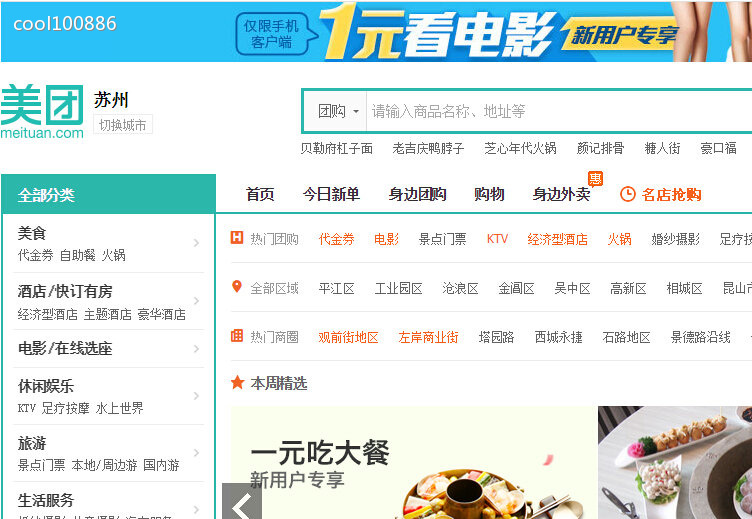 cool100886
仅限手机
客户端
1元看电影
新用户专享
美团
meituan.com
苏州
切换城市
团购
请输入商品名称、地址等
贝勒府杠子面 老吉庆鸭脖子 芝心年代火锅 颜记排骨 糖人街 豪口福
全部分类
首页 今日新单 身边团购 购物 身边外卖 惠 名店抢购
美食
代金券 自助餐 火锅
酒店/快订有房
经济型酒店 主题酒店 豪华酒店
电影/在线选座
休闲娱乐
KTV 足疗按摩 水上世界
旅游
景点门票 本地/周边游 国内游
生活服务
H 热门团购 代金券 电影 景点门票 KTV 经济型酒店 火锅 婚纱摄影 足疗按
全部区域 平江区 工业园区 沧浪区 金阊区 吴中区 高新区 相城区 昆山市
热门商圈 观前街地区 左岸商业街 塔园路 西城永捷 石路地区 景德路沿线
本周精选
一元吃大餐
新用户专享